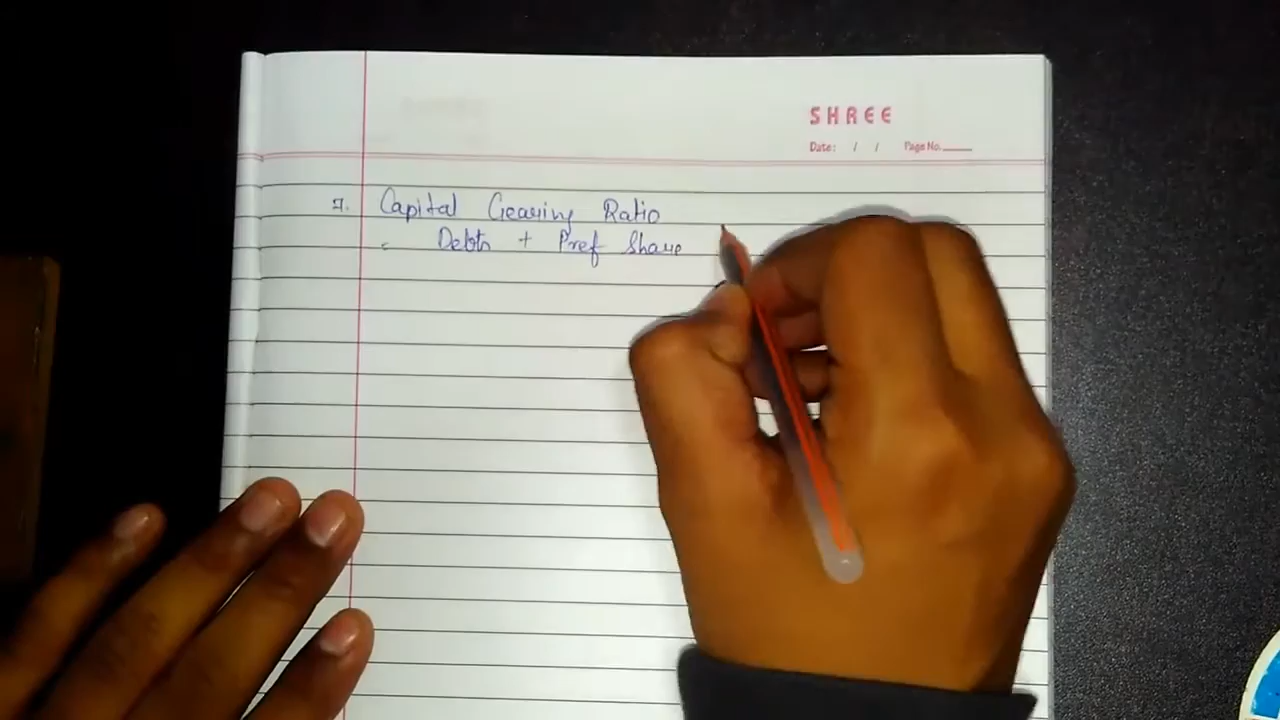 SHREE
Date: / / Page No.
7. Capital Gearing Ratio
= Debts + Pref Share